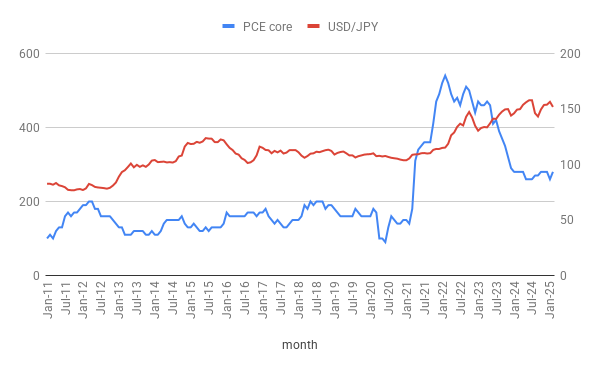 PCE core USD/JPY
600 200
400 150
100
200 50
0 0
Jan-11 Jul-11 Jan-12 Jul-12 Jan-13 Jul-13 Jan-14 Jul-14 Jan-15 Jul-15 Jan-16 Jul-16 Jan-17 Jul-17 Jan-18 Jul-18 Jan-19 Jul-19 Jan-20 Jul-20 Jan-21 Jul-21 Jan-22 Jul-22 Jan-23 Jul-23 Jan-24 Jul-24 Jan-25
month